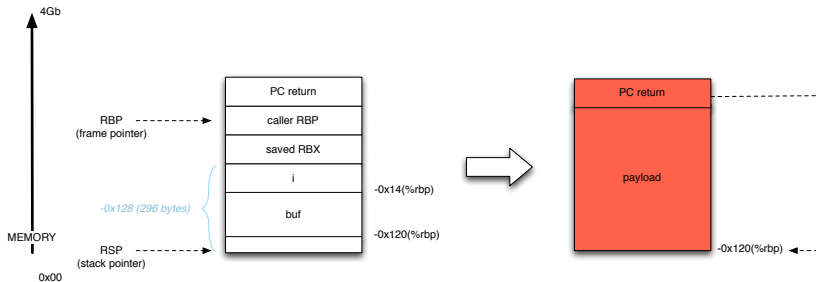 4Gb
PC return
PC return
RBP
(frame pointer)
caller RBP
saved RBX
i
payload
-0x14(%rbp)
-0x128 (296 bytes)
buf
MEMORY
-0x120(%rbp)
RSP
(stack pointer)
-0x120(%rbp)
0x00